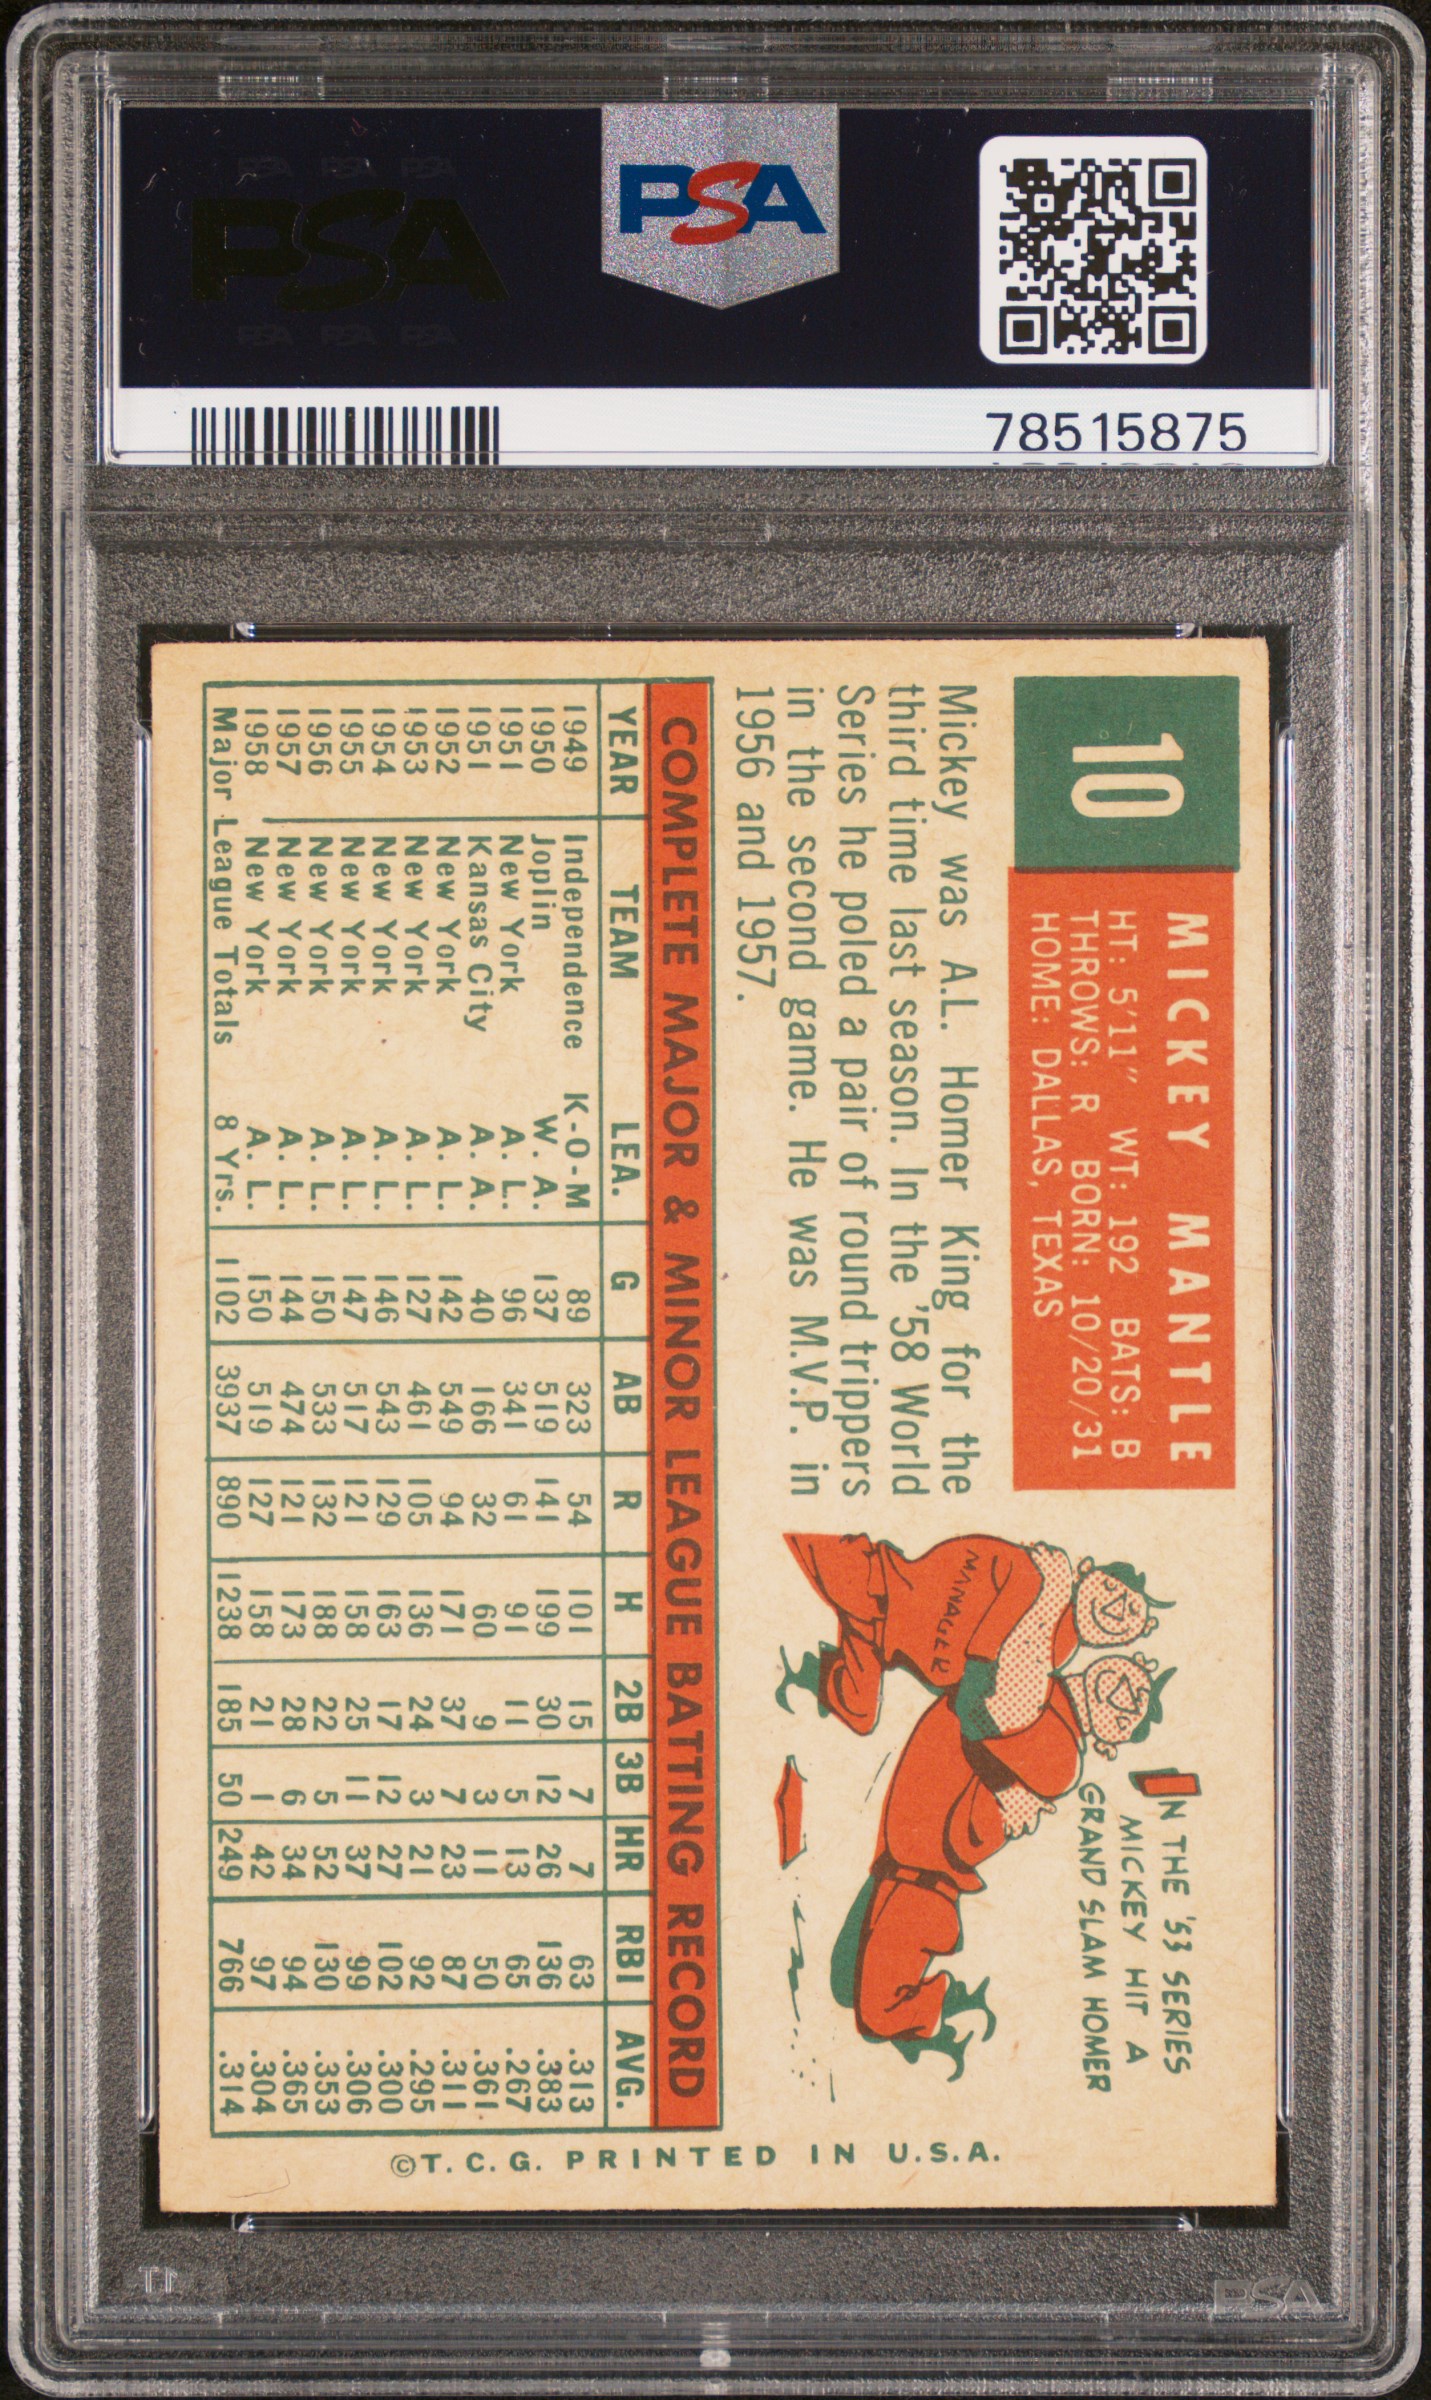 PSA
PSA PSA PSA
PSA
PSA PSA PSA
78515875
10
MICKEY MANTLE
HT: 5'11" WT: 192 BATS: B
THROWS: R BORN: 10/20/31
HOME: DALLAS, TEXAS
Mickey was A.L. Homer King for the
third time last season. In the '58 World
Series he poled a pair of round trippers
in the second game. He was M.V.P. in
1956 and 1957.
MANAGER
IN THE '53 SERIES
MICKEY HIT A
GRAND SLAM HOMER
COMPLETE MAJOR & MINOR LEAGUE BATTING RECORD
YEAR TEAM LEA. G AB R H 2B 3B HR RBI AVG.
1949 Independence K-O-M 89 323 54 101 15 7 7 63 .313
1950 Joplin W. A. 137 519 141 199 30 12 26 136 .383
1951 New York A. L. 96 341 61 91 11 5 13 65 .267
1951 Kansas City A. A. 40 166 32 60 9 3 11 50 .361
1952 New York A. L. 142 549 94 171 37 7 23 87 .311
1953 New York A. L. 127 461 105 136 24 3 21 92 .295
1954 New York A. L. 146 543 129 163 17 12 27 102 .300
1955 New York A. L. 147 517 121 158 25 11 37 99 .306
1956 New York A. L. 150 533 132 188 22 5 52 130 .353
1957 New York A. L. 144 474 121 173 28 6 34 94 .365
1958 New York A. L. 150 519 127 158 21 1 42 97 .304
Major League Totals 8 Yrs. 1102 3937 890 1238 185 50 249 766 .314
©T. C. G. PRINTED IN U.S.A.
PSA